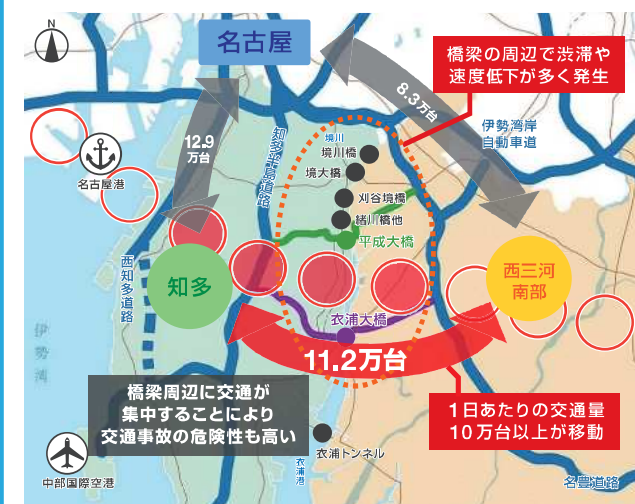 N
名古屋
橋梁の周辺で渋滞や
速度低下が多く発生
8.3万台
12.9
万台
知多半島道路
境川
境川橋
境大橋
刈谷境橋
緒川橋他
平成大橋
伊勢湾岸
自動車道
名古屋港
西知多道路
知多
西三河
南部
衣浦大橋
11.2万台
伊勢湾
橋梁周辺に交通が
集中することにより
交通事故の危険性も高い
1日あたりの交通量
10万台以上が移動
衣浦トンネル
衣浦港
中部国際空港
名豊道路